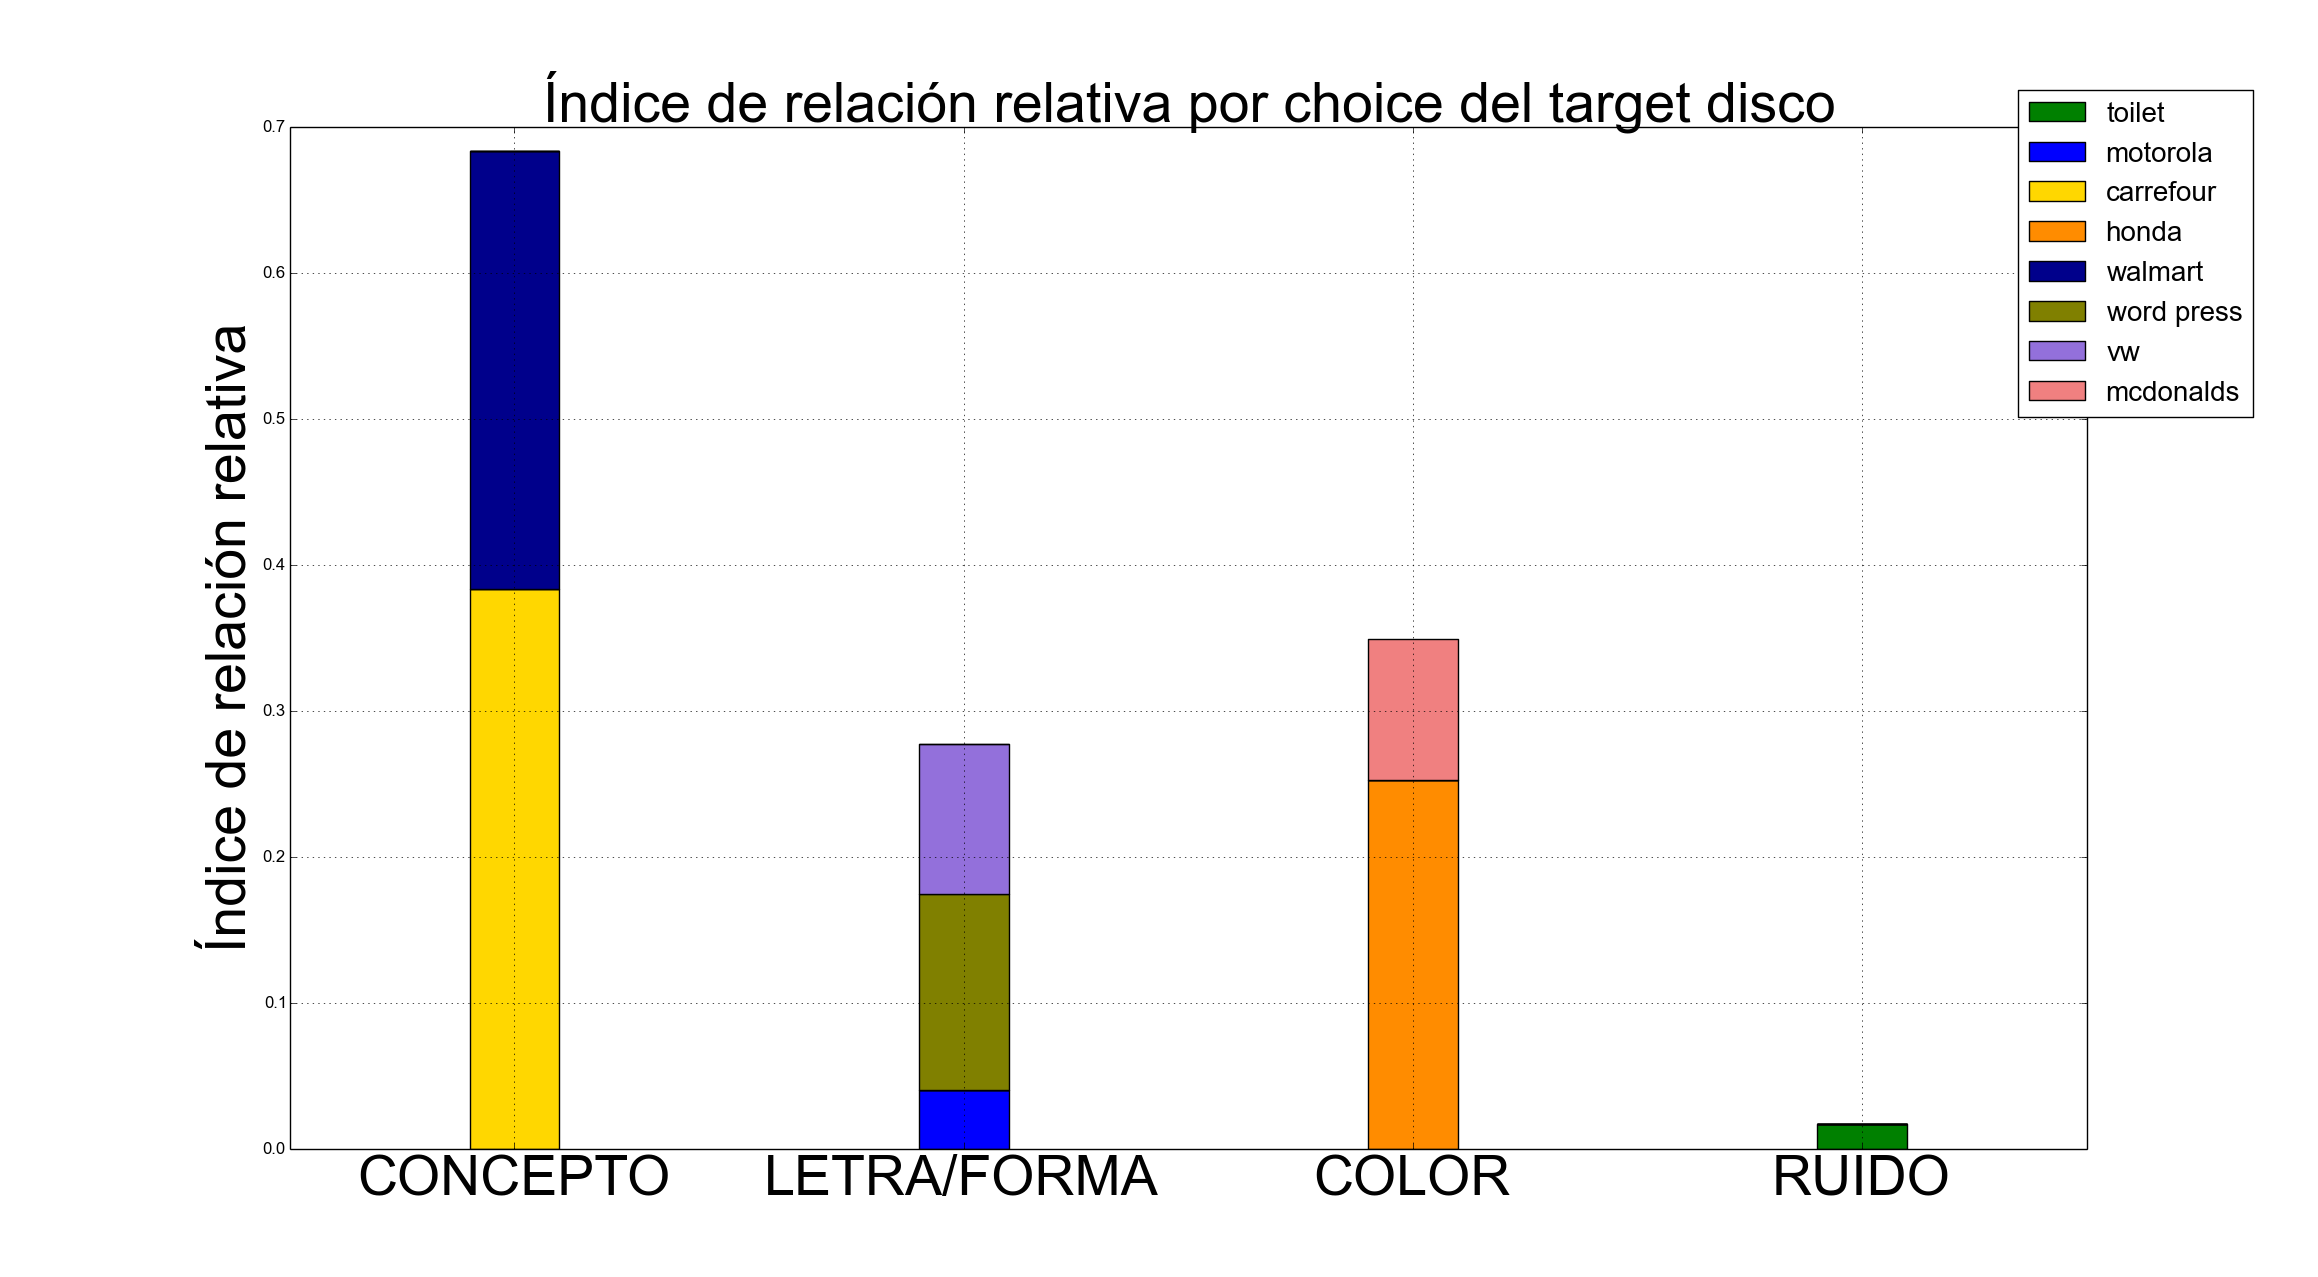 Índice de relación relativa por choice del target disco
toilet
motorola
carrefour
honda
walmart
word press
vw
mcdonalds
Índice de relación relativa
0.7
0.6
0.5
0.4
0.3
0.2
0.1
0.0
CONCEPTO
LETRA/FORMA
COLOR
RUIDO